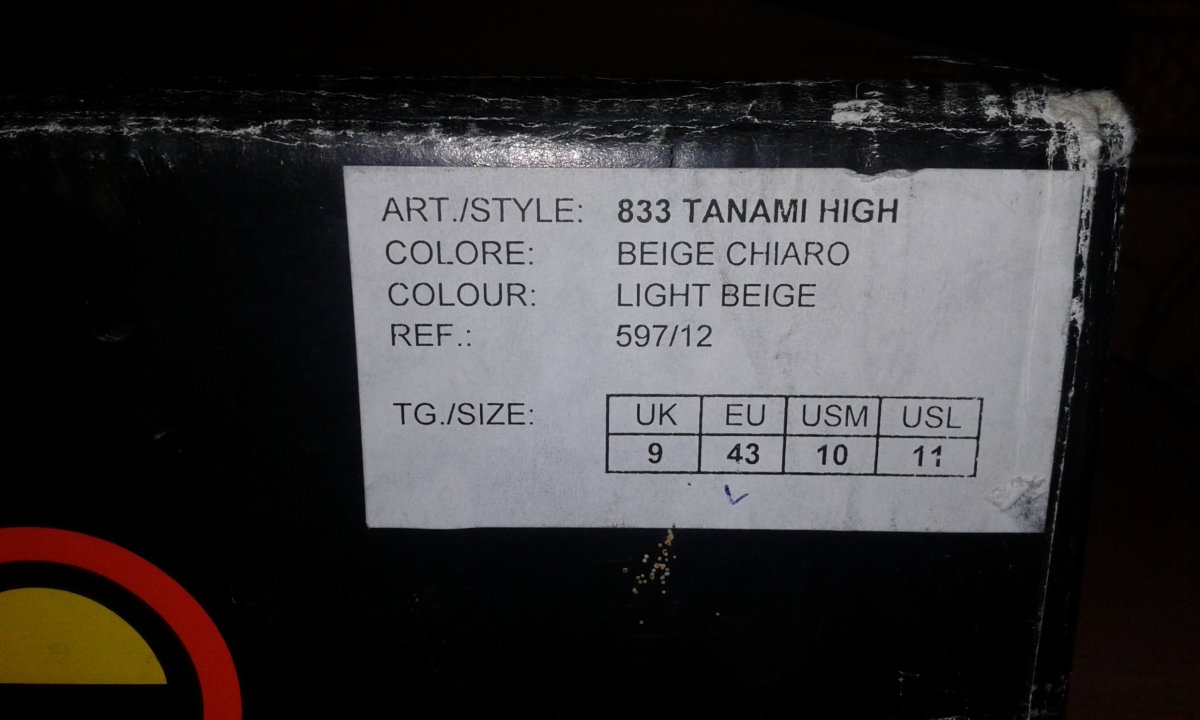 ART./STYLE: 833 TANAMI HIGH
COLORE: BEIGE CHIARO
COLOUR: LIGHT BEIGE
REF.: 597/12
TG./SIZE: UK EU USM USL
9 43 10 11